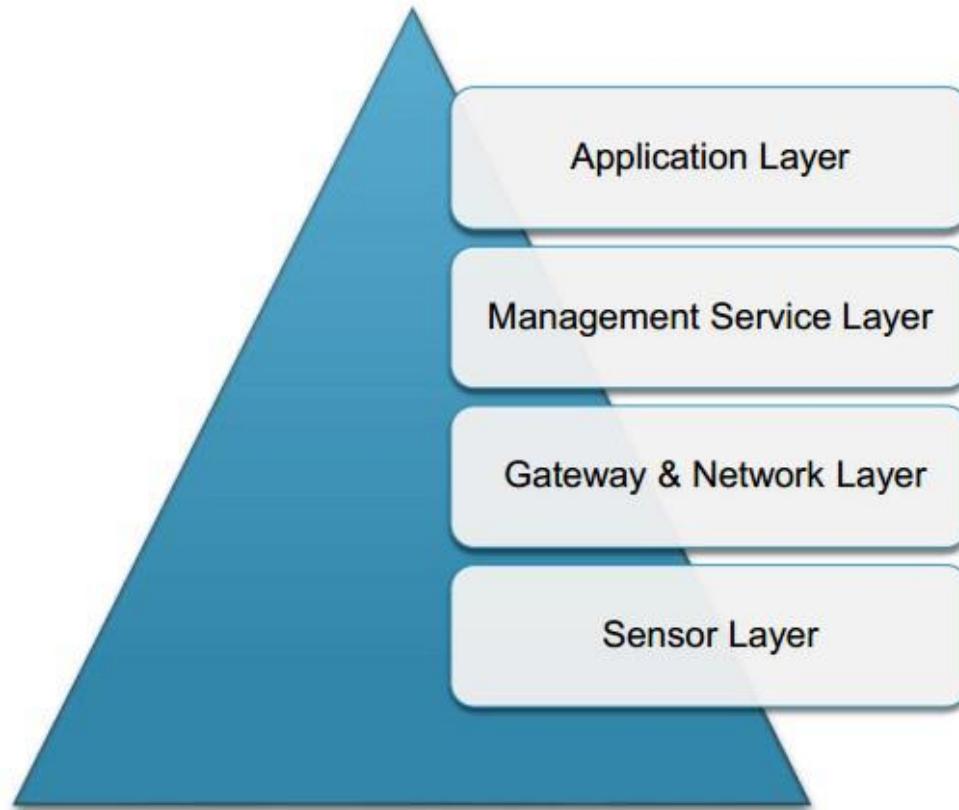 Application Layer
Management Service Layer
Gateway & Network Layer
Sensor Layer